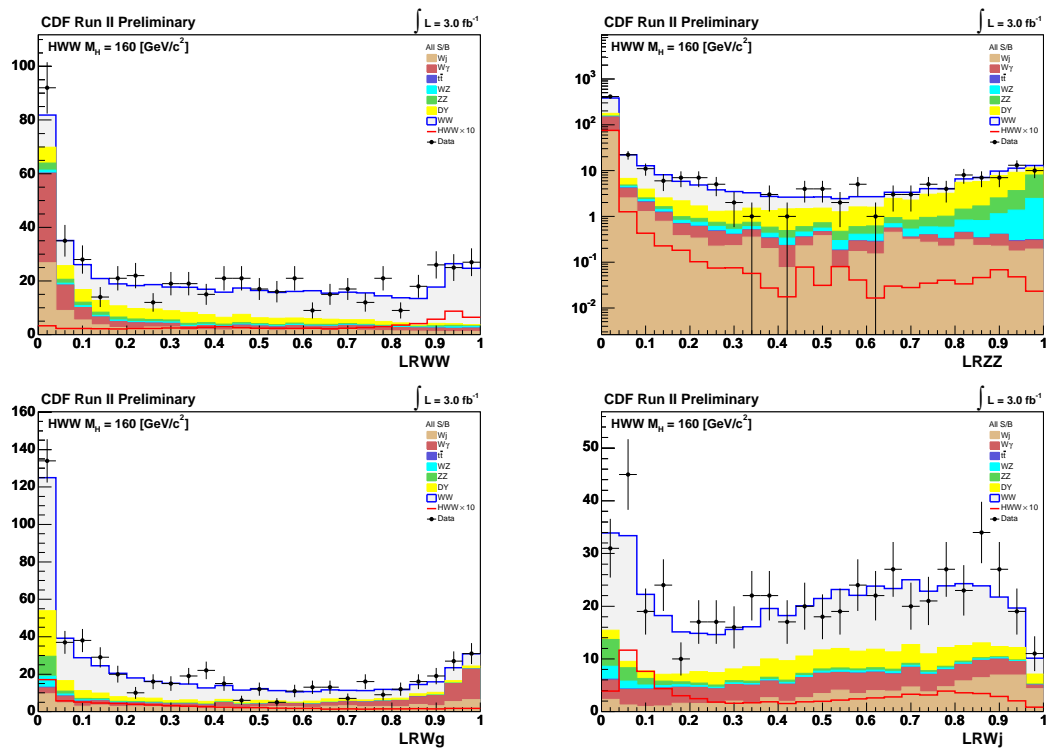 CDF Run II Preliminary
∫ L = 3.0 fb⁻¹
HWW M_H = 160 [GeV/c²]
All S/B
Wj
Wγ
tt̄
WZ
ZZ
DY
WW
HWW×10
Data
100
80
60
40
20
0
0 0.1 0.2 0.3 0.4 0.5 0.6 0.7 0.8 0.9 1
LRWW
CDF Run II Preliminary
∫ L = 3.0 fb⁻¹
HWW M_H = 160 [GeV/c²]
All S/B
Wj
Wγ
tt̄
WZ
ZZ
DY
WW
HWW×10
Data
10³
10²
10
1
10⁻¹
10⁻²
0 0.1 0.2 0.3 0.4 0.5 0.6 0.7 0.8 0.9 1
LRZZ
CDF Run II Preliminary
∫ L = 3.0 fb⁻¹
HWW M_H = 160 [GeV/c²]
All S/B
Wj
Wγ
tt̄
WZ
ZZ
DY
WW
HWW×10
Data
160
140
120
100
80
60
40
20
0
0 0.1 0.2 0.3 0.4 0.5 0.6 0.7 0.8 0.9 1
LRWg
CDF Run II Preliminary
∫ L = 3.0 fb⁻¹
HWW M_H = 160 [GeV/c²]
All S/B
Wj
Wγ
tt̄
WZ
ZZ
DY
WW
HWW×10
Data
50
40
30
20
10
0
0 0.1 0.2 0.3 0.4 0.5 0.6 0.7 0.8 0.9 1
LRWj